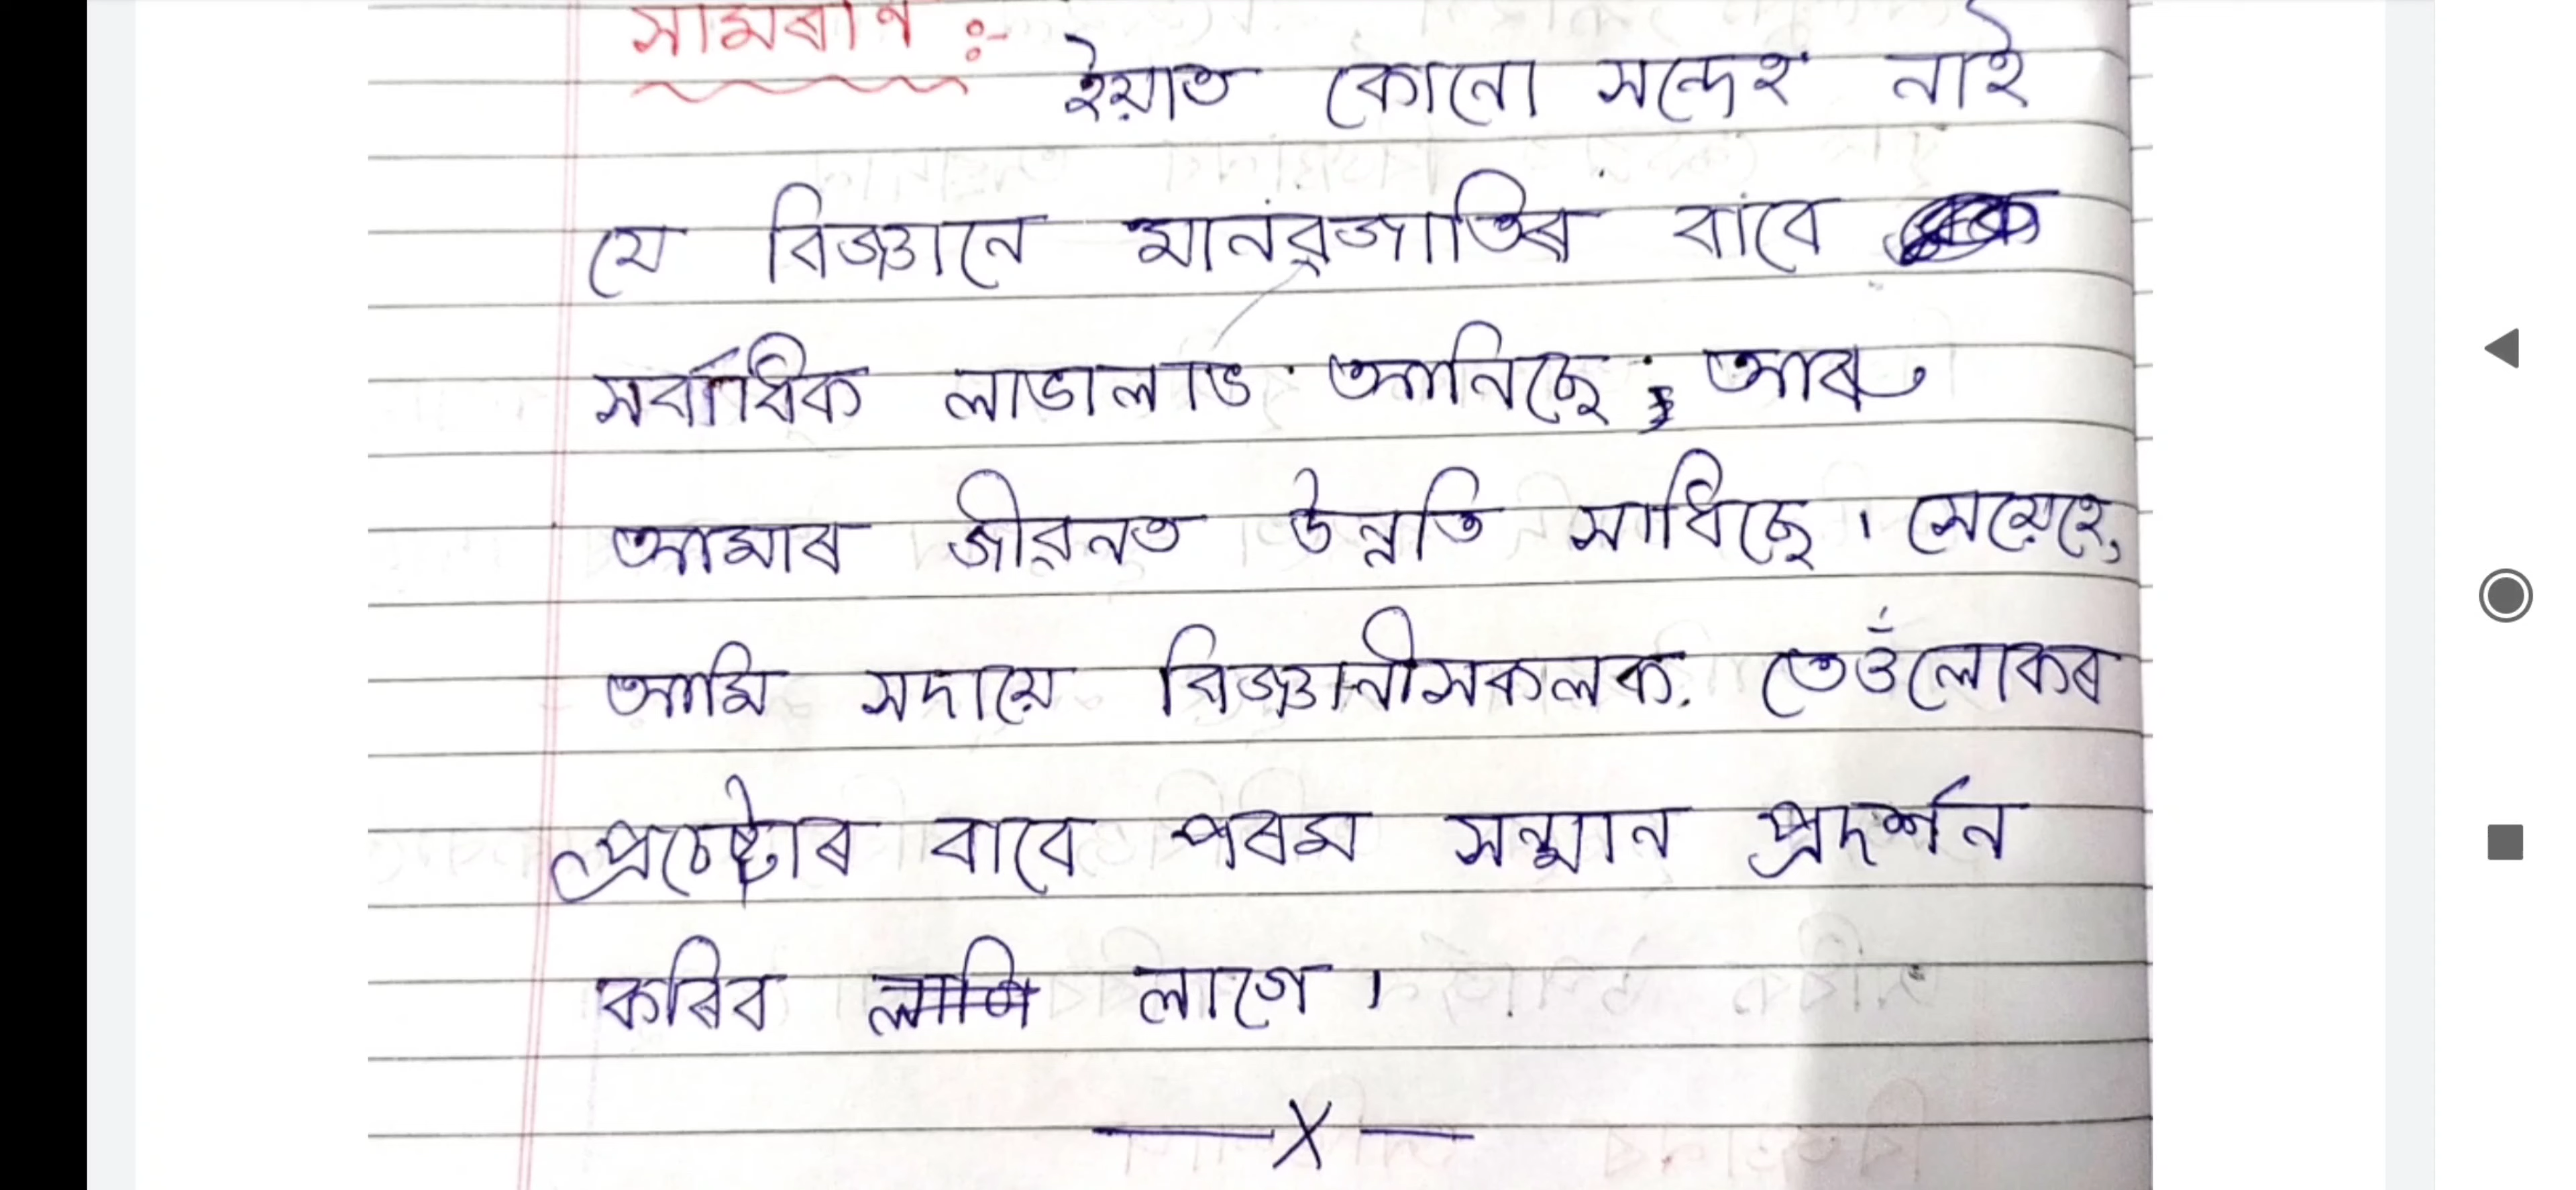 সামৰণি :-
ইয়াত কোনো সন্দেহ নাই
যে বিজ্ঞানে মানৱজাতিৰ বাবে
সৰ্বাধিক লাভালাভ আনিছে; আৰু
আমাৰ জীৱনত উন্নতি সাধিছে। সেয়েহে,
আমি সদায়ে বিজ্ঞানীসকলক তেওঁলোকৰ
প্ৰচেষ্টাৰ বাবে পৰম সন্মান প্ৰদৰ্শন
কৰিব লাগে।
—X—